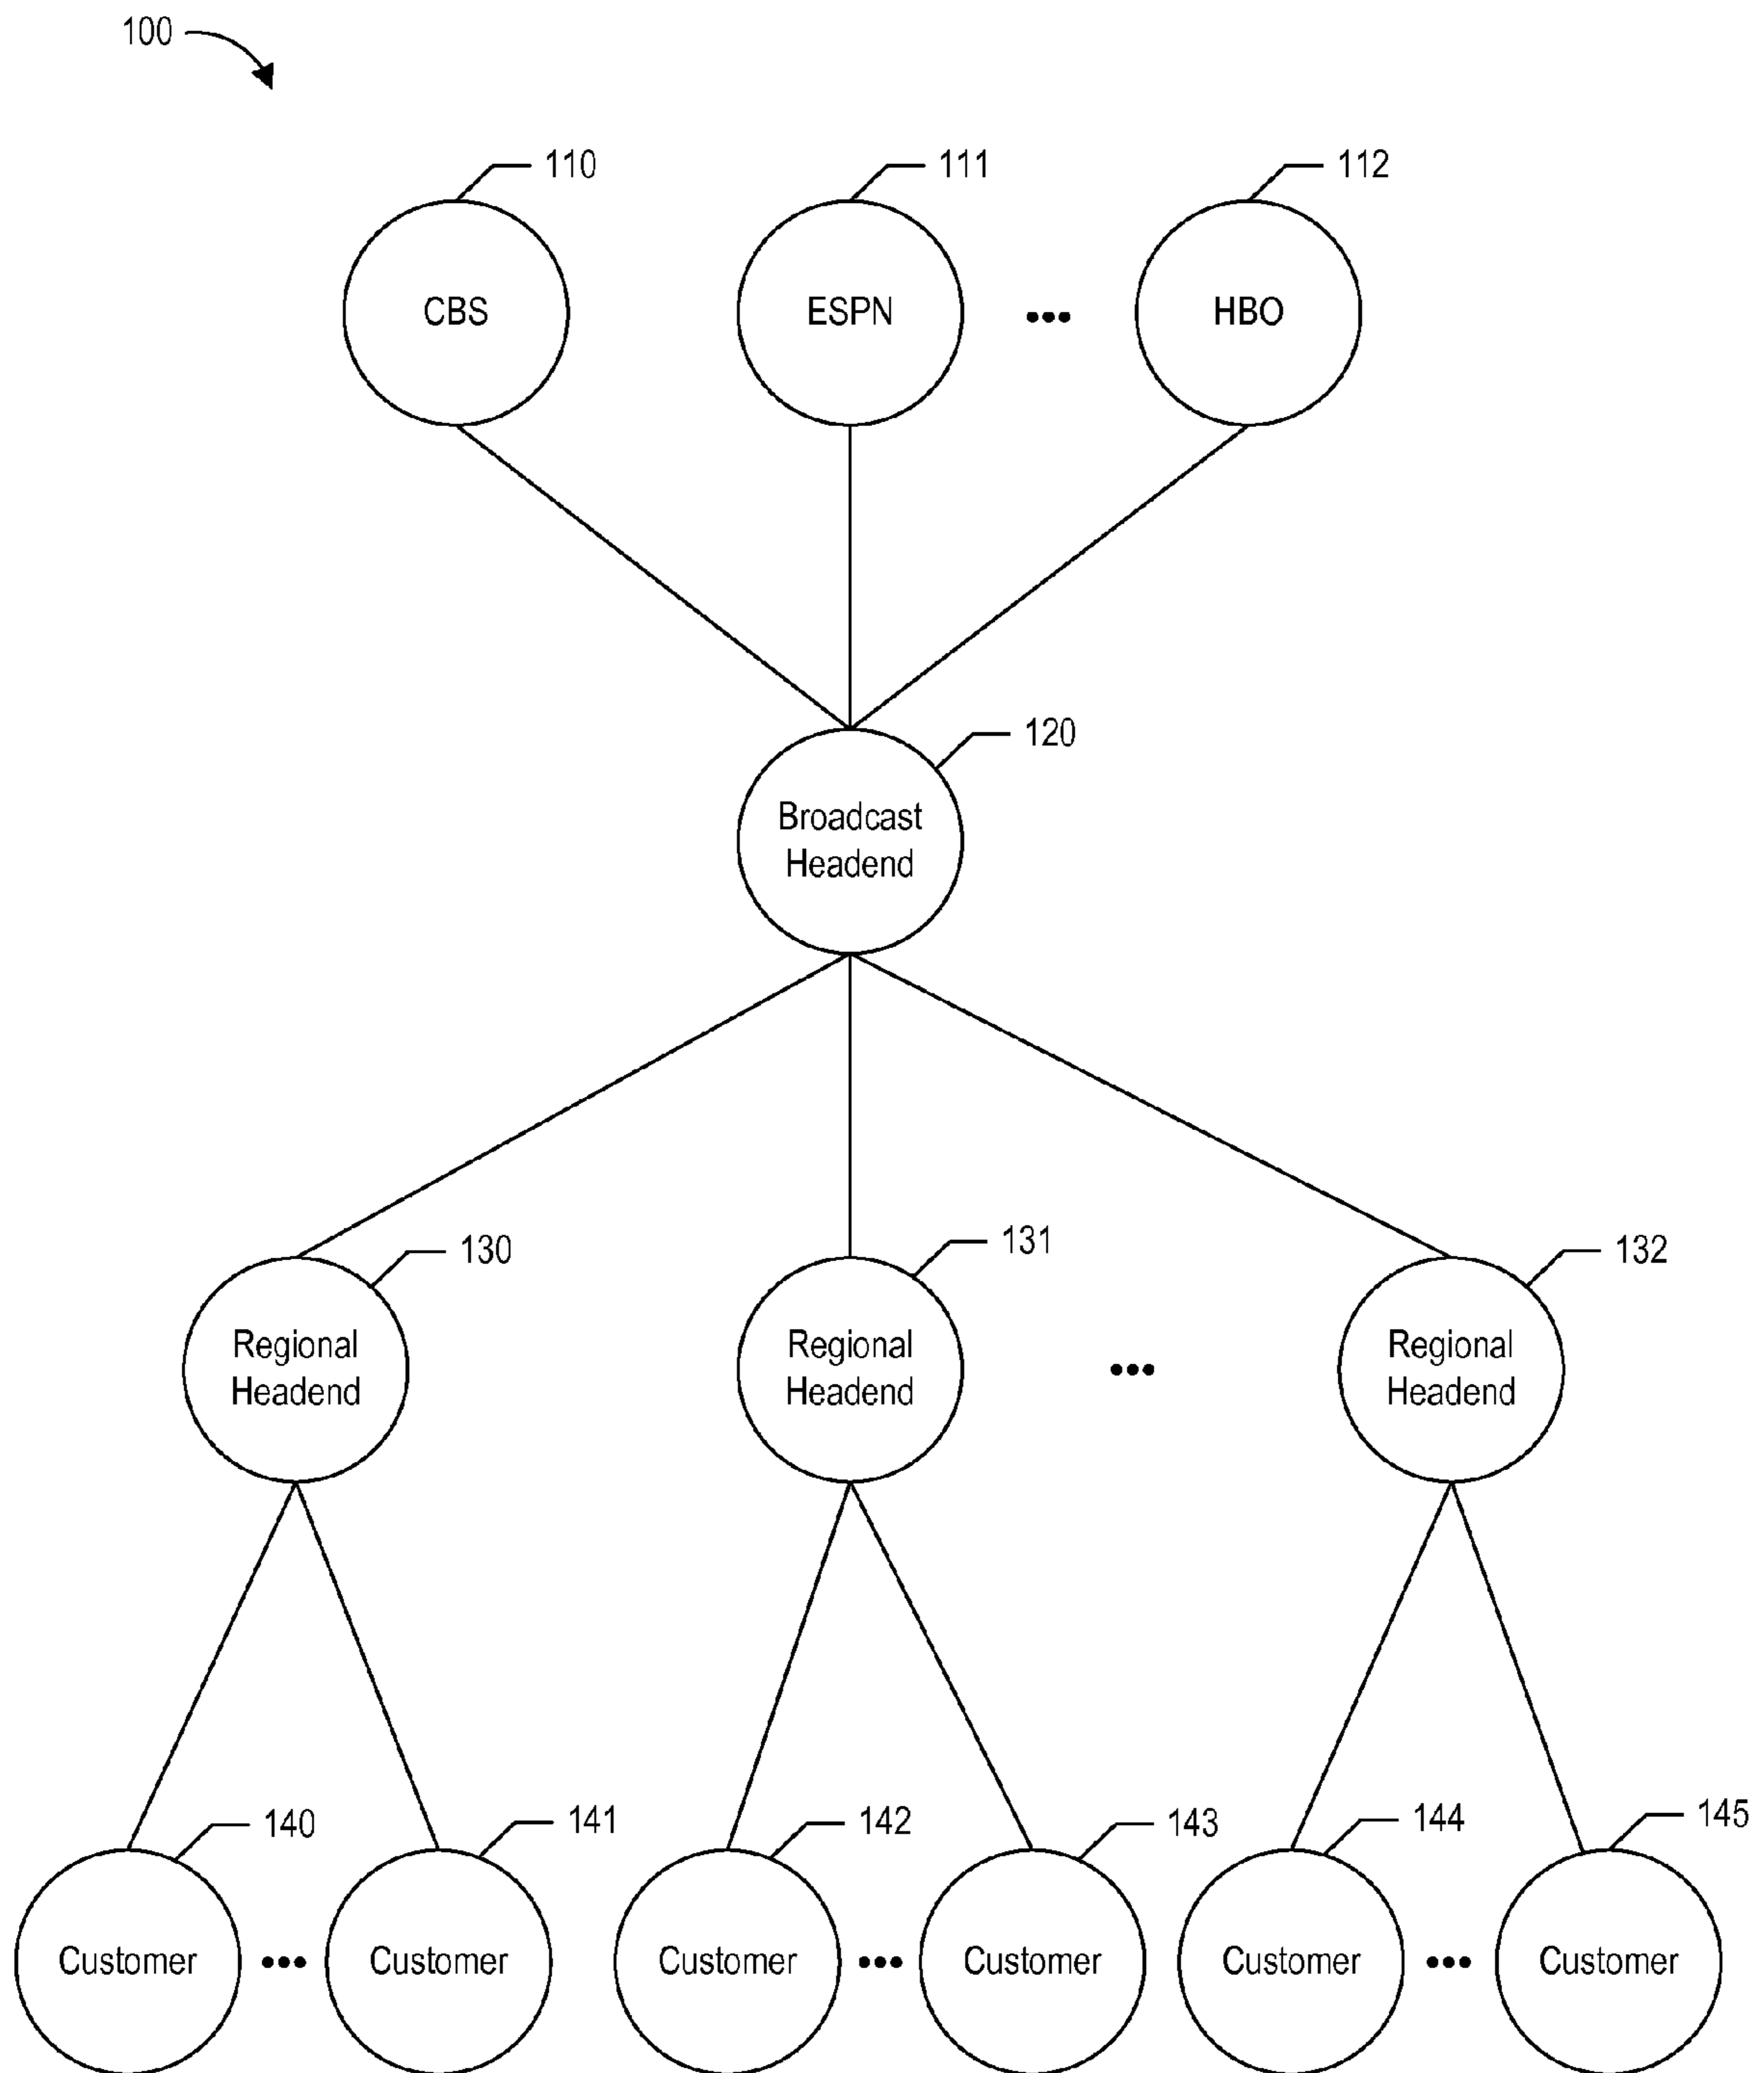 100
110
111
112
CBS
ESPN
•••
HBO
120
Broadcast
Headend
130
131
132
Regional
Headend
Regional
Headend
•••
Regional
Headend
140
141
142
143
144
145
Customer
•••
Customer
Customer
•••
Customer
Customer
•••
Customer